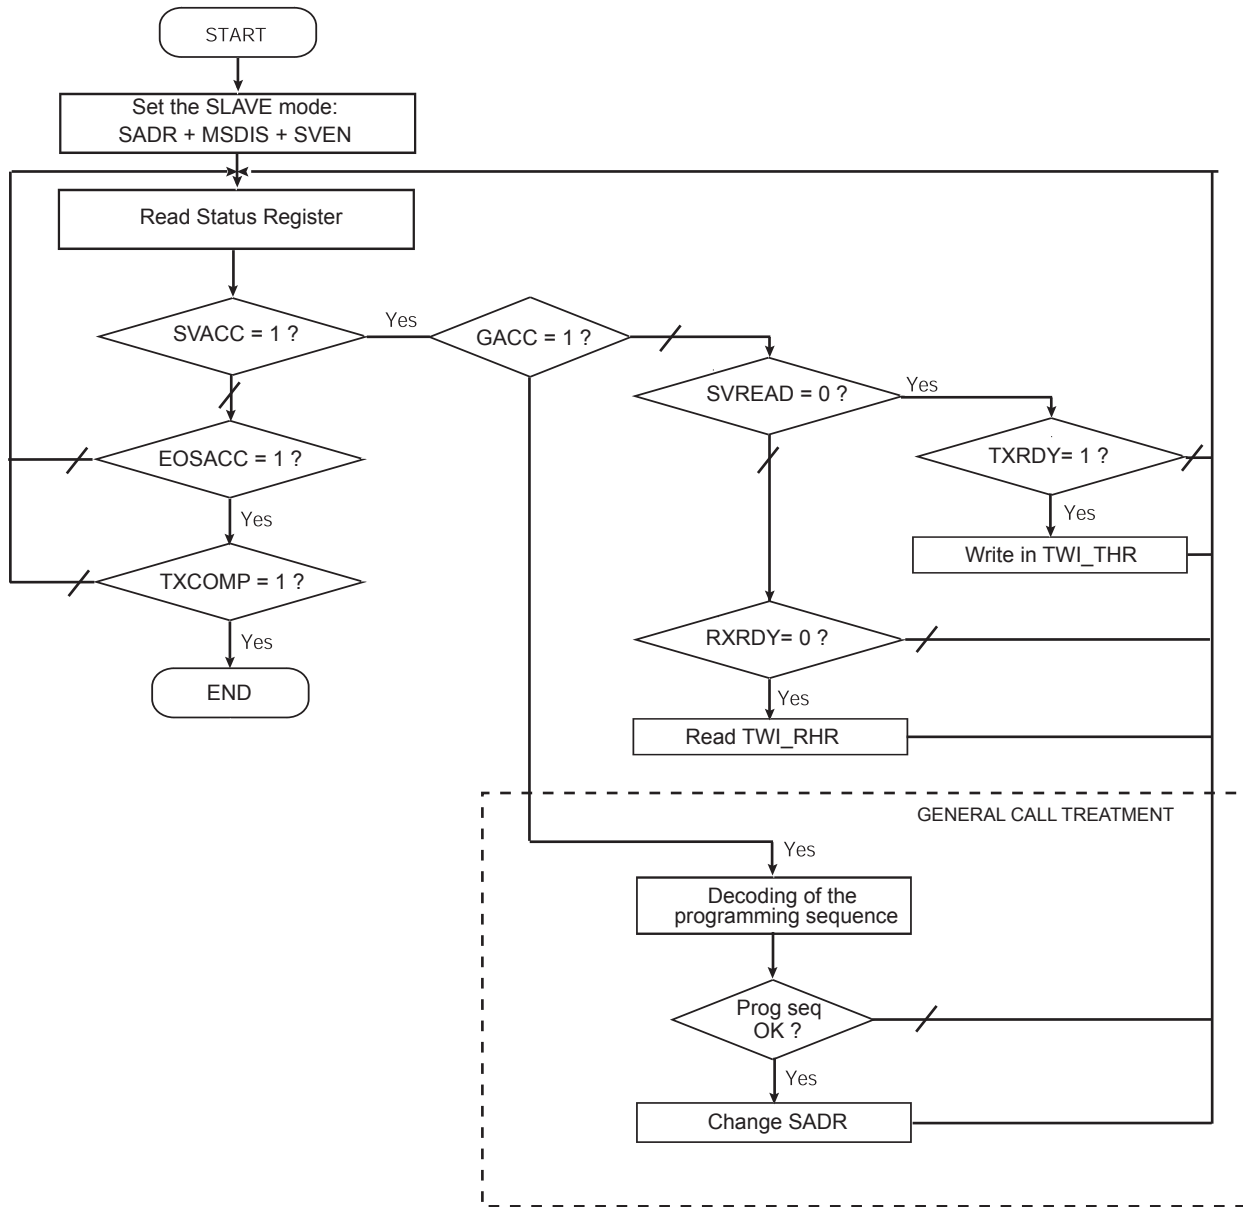 START
Set the SLAVE mode:
SADR + MSDIS + SVEN
Read Status Register
SVACC = 1 ?
Yes
GACC = 1 ?
SVREAD = 0 ?
Yes
EOSACC = 1 ?
TXRDY= 1 ?
Yes
Yes
Write in TWI_THR
TXCOMP = 1 ?
Yes
RXRDY= 0 ?
END
Yes
Read TWI_RHR
GENERAL CALL TREATMENT
Yes
Decoding of the
programming sequence
Prog seq
OK ?
Yes
Change SADR